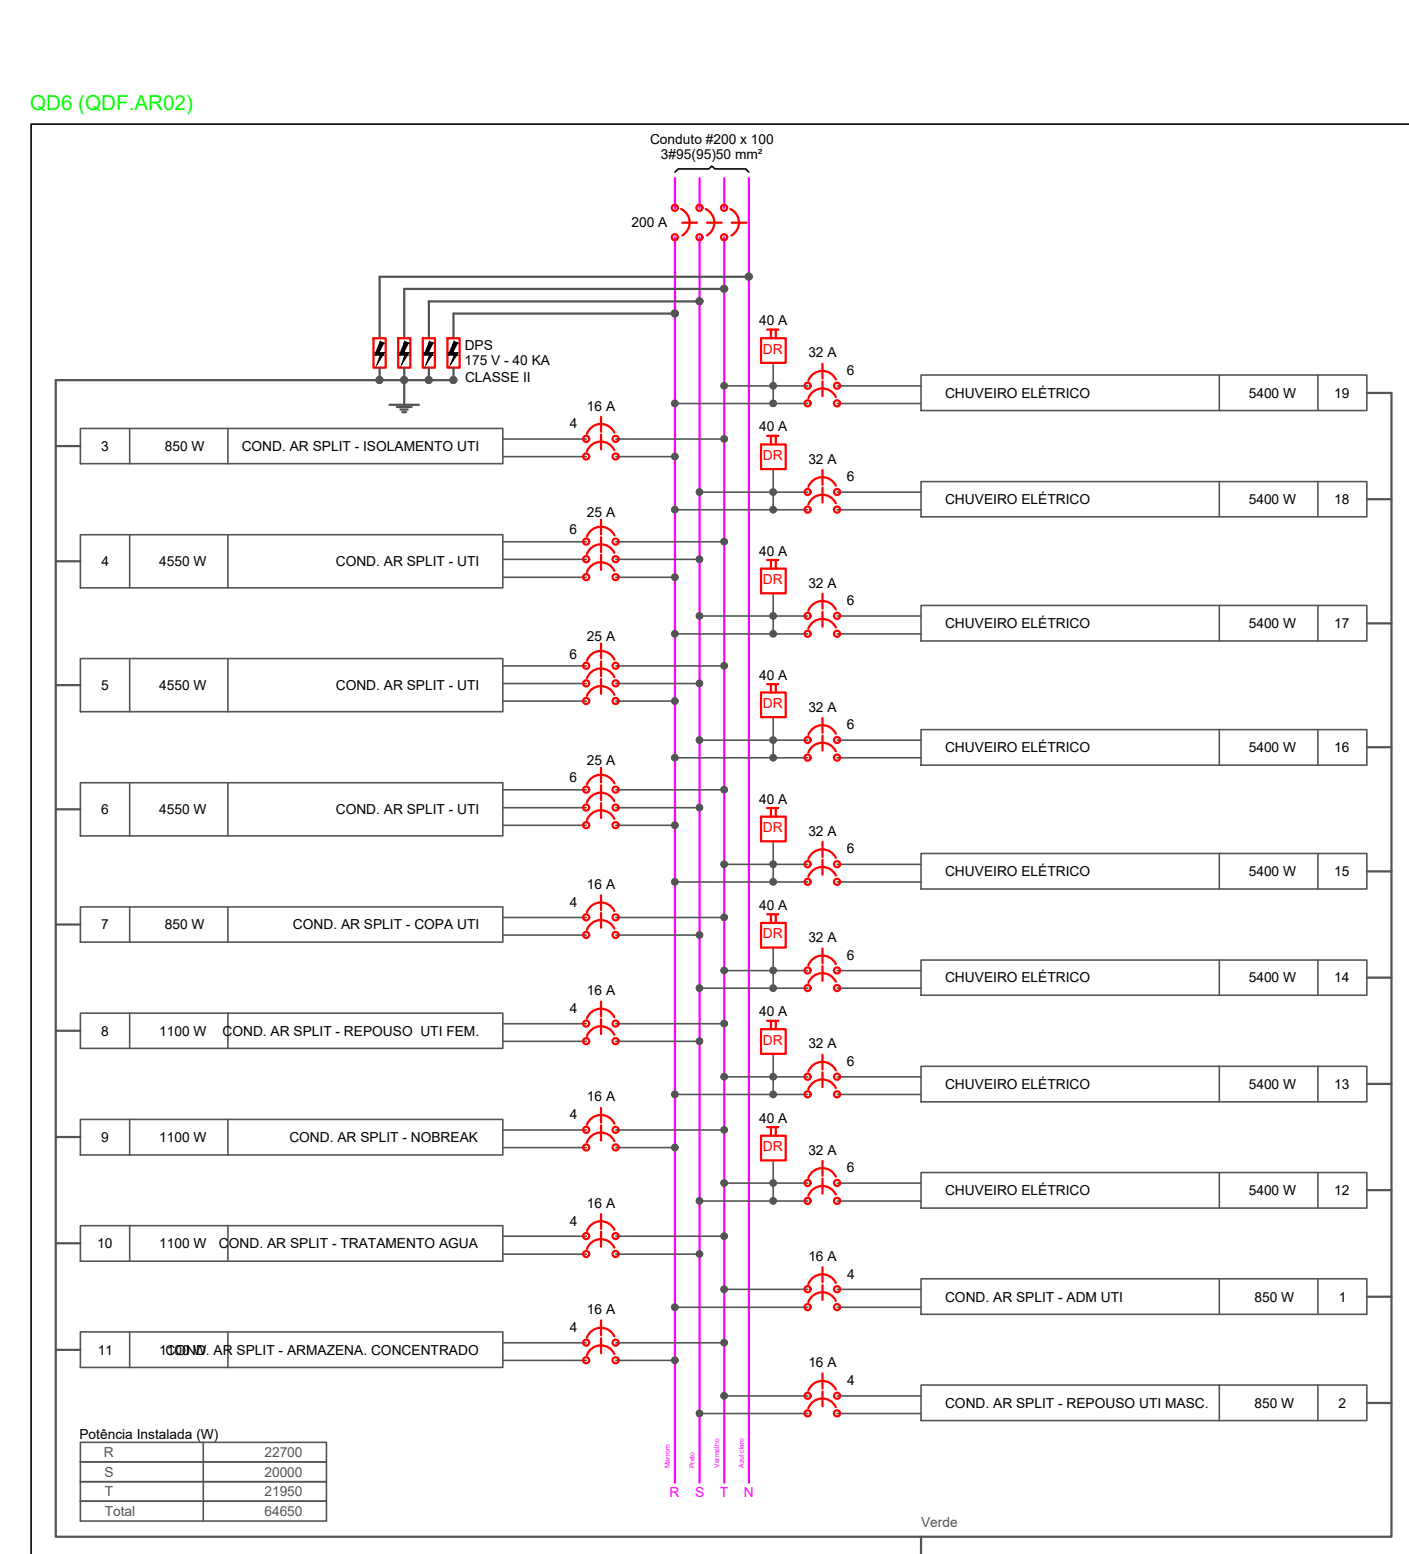 QD6 (QDF.AR02)
Conduto #200 x 100
3#95(95)50 mm²
200 A
DPS
175 V - 40 KA
CLASSE II
40 A
DR
32 A
6
CHUVEIRO ELÉTRICO 5400 W 19
16 A
4
3 850 W COND. AR SPLIT - ISOLAMENTO UTI
40 A
DR
32 A
6
CHUVEIRO ELÉTRICO 5400 W 18
25 A
6
4 4550 W COND. AR SPLIT - UTI
40 A
DR
32 A
6
CHUVEIRO ELÉTRICO 5400 W 17
25 A
6
5 4550 W COND. AR SPLIT - UTI
40 A
DR
32 A
6
CHUVEIRO ELÉTRICO 5400 W 16
25 A
6
6 4550 W COND. AR SPLIT - UTI
40 A
DR
32 A
6
CHUVEIRO ELÉTRICO 5400 W 15
16 A
4
7 850 W COND. AR SPLIT - COPA UTI
40 A
DR
32 A
6
CHUVEIRO ELÉTRICO 5400 W 14
16 A
4
8 1100 W COND. AR SPLIT - REPOUSO UTI FEM.
40 A
DR
32 A
6
CHUVEIRO ELÉTRICO 5400 W 13
16 A
4
9 1100 W COND. AR SPLIT - NOBREAK
40 A
DR
32 A
6
CHUVEIRO ELÉTRICO 5400 W 12
16 A
4
10 1100 W COND. AR SPLIT - TRATAMENTO AGUA
16 A
4
COND. AR SPLIT - ADM UTI 850 W 1
16 A
4
11 1100 W COND. AR SPLIT - ARMAZENA. CONCENTRADO
16 A
4
COND. AR SPLIT - REPOUSO UTI MASC. 850 W 2
Potência Instalada (W)
R 22700
S 20000
T 21950
Total 64650
Marrom
Preto
Vermelho
Azul claro
R S T N
Verde